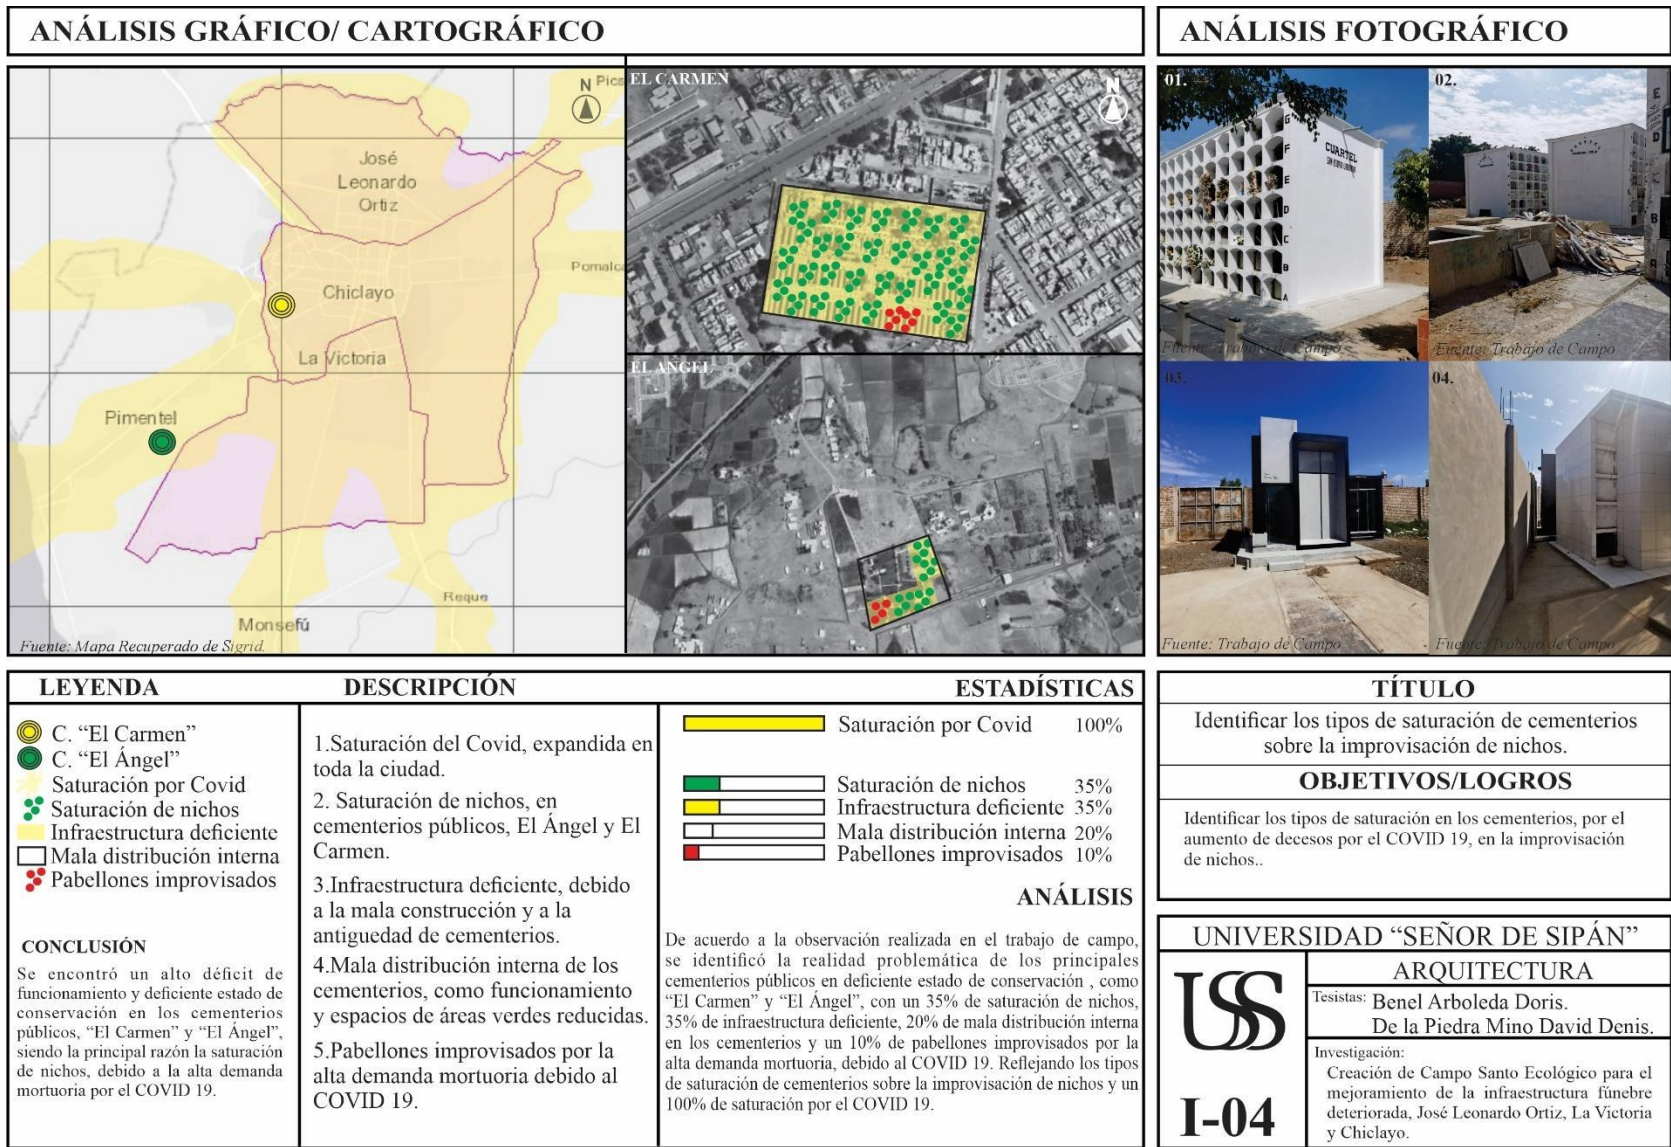 ANÁLISIS GRÁFICO/ CARTOGRÁFICO
N
Pics
José
Leonardo
Ortiz
Pomalca
Chiclayo
La Victoria
Pimentel
Reque
Monsefú
Fuente: Mapa Recuperado de Sigrid.
EL CARMEN
N
EL ANGEL
ANÁLISIS FOTOGRÁFICO
01.
G
F
E
D
C
B
A
CUARTEL
Fuente: Trabajo de Campo
02.
E
D
B
A
Fuente: Trabajo de Campo
03.
Fuente: Trabajo de Campo
04.
Fuente: Trabajo de Campo
LEYENDA
C. “El Carmen”
C. “El Ángel”
Saturación por Covid
Saturación de nichos
Infraestructura deficiente
Mala distribución interna
Pabellones improvisados
CONCLUSIÓN
Se encontró un alto déficit de
funcionamiento y deficiente estado de
conservación en los cementerios
públicos, “El Carmen” y “El Ángel”,
siendo la principal razón la saturación
de nichos, debido a la alta demanda
mortuoria por el COVID 19.
DESCRIPCIÓN
1.Saturación del Covid, expandida en
toda la ciudad.
2. Saturación de nichos, en
cementerios públicos, El Ángel y El
Carmen.
3.Infraestructura deficiente, debido
a la mala construcción y a la
antiguedad de cementerios.
4.Mala distribución interna de los
cementerios, como funcionamiento
y espacios de áreas verdes reducidas.
5.Pabellones improvisados por la
alta demanda mortuoria debido al
COVID 19.
ESTADÍSTICAS
Saturación por Covid 100%
Saturación de nichos 35%
Infraestructura deficiente 35%
Mala distribución interna 20%
Pabellones improvisados 10%
ANÁLISIS
De acuerdo a la observación realizada en el trabajo de campo,
se identificó la realidad problemática de los principales
cementerios públicos en deficiente estado de conservación , como
“El Carmen” y “El Ángel”, con un 35% de saturación de nichos,
35% de infraestructura deficiente, 20% de mala distribución interna
en los cementerios y un 10% de pabellones improvisados por la
alta demanda mortuoria, debido al COVID 19. Reflejando los tipos
de saturación de cementerios sobre la improvisación de nichos y un
100% de saturación por el COVID 19.
TÍTULO
Identificar los tipos de saturación de cementerios
sobre la improvisación de nichos.
OBJETIVOS/LOGROS
Identificar los tipos de saturación en los cementerios, por el
aumento de decesos por el COVID 19, en la improvisación
de nichos..
UNIVERSIDAD “SEÑOR DE SIPÁN”
USS
I-04
ARQUITECTURA
Tesistas: Benel Arboleda Doris.
De la Piedra Mino David Denis.
Investigación:
Creación de Campo Santo Ecológico para el
mejoramiento de la infraestructura fúnebre
deteriorada, José Leonardo Ortiz, La Victoria
y Chiclayo.